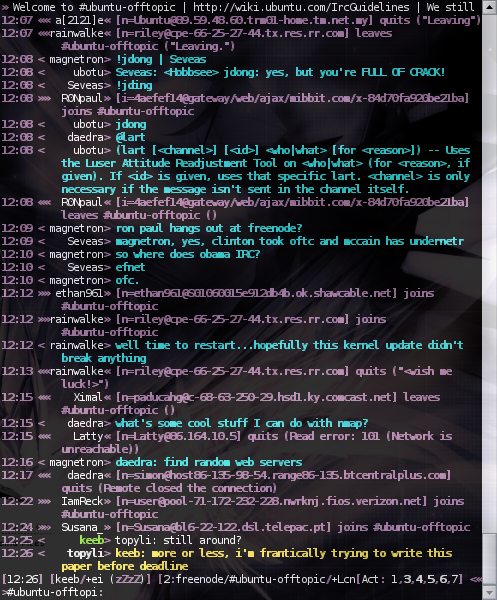 » Welcome to #ubuntu-offtopic | http://wiki.ubuntu.com/IrcGuidelines | We still
12:07 ««« a[2121]e« [n=Ubuntu@89.59.48.60.trm01-home.tm.net.my] quits ("Leaving")
12:07 «««rainwalke« [n=riley@cpe-66-25-27-44.tx.res.rr.com] leaves
#ubuntu-offtopic ("Leaving.")
12:08 < magnetron> !jdong | Seveas
12:08 < ubotu> Seveas: <Hobbsee> jdong: yes, but you're FULL OF CRACK!
12:08 < Seveas> !jding
12:08 »»» RONpaul» [i=4aefef14@gateway/web/ajax/mibbit.com/x-84d70fa920be21ba]
joins #ubuntu-offtopic
12:08 < ubotu> jdong
12:08 < daedra> @lart
12:08 < ubotu> (lart [<channel>] [<id>] <who|what> [for <reason>]) -- Uses
the Luser Attitude Readjustment Tool on <who|what> (for <reason>, if
given). If <id> is given, uses that specific lart. <channel> is only
necessary if the message isn't sent in the channel itself.
12:08 ««« RONpaul« [i=4aefef14@gateway/web/ajax/mibbit.com/x-84d70fa920be21ba]
leaves #ubuntu-offtopic ()
12:09 < magnetron> ron paul hangs out at freenode?
12:09 < Seveas> magnetron, yes, clinton took oftc and mccain has undernetr
12:10 < magnetron> so where does obama IRC?
12:10 < Seveas> efnet
12:10 < magnetron> ofc.
12:12 »»» ethan961» [n=ethan961@S01060015e912db4b.ok.shawcable.net] joins
#ubuntu-offtopic
12:12 »»»rainwalke» [n=riley@cpe-66-25-27-44.tx.res.rr.com] joins
#ubuntu-offtopic
12:12 <rainwalke> well time to restart...hopefully this kernel update didn't
break anything
12:13 «««rainwalke« [n=riley@cpe-66-25-27-44.tx.res.rr.com] quits ("<wish me
luck!>")
12:15 ««« Ximal« [n=paducahg@c-68-63-250-29.hsd1.ky.comcast.net] leaves
#ubuntu-offtopic ()
12:15 < daedra> what's some cool stuff I can do with nmap?
12:15 ««« Latty« [n=Latty@86.164.10.5] quits (Read error: 101 (Network is
unreachable))
12:16 < magnetron> daedra: find random web servers
12:17 ««« daedra« [n=simon@host86-135-98-54.range86-135.btcentralplus.com]
quits (Remote closed the connection)
12:22 »»» IamReck» [n=user@pool-71-172-232-228.nwrknj.fios.verizon.net] joins
#ubuntu-offtopic
12:24 »»» Susana_» [n=Susana@bl6-22-122.dsl.telepac.pt] joins #ubuntu-offtopic
12:25 < keeb> topyli: still around?
12:26 < topyli> keeb: more or less, i'm frantically trying to write this
paper before deadline
[12:26] [keeb/+ei (zZzZ)] [2:freenode/#ubuntu-offtopic/+Lcn[Act: 1,3,4,5,6,7] <<
>#ubuntu-offtopi: